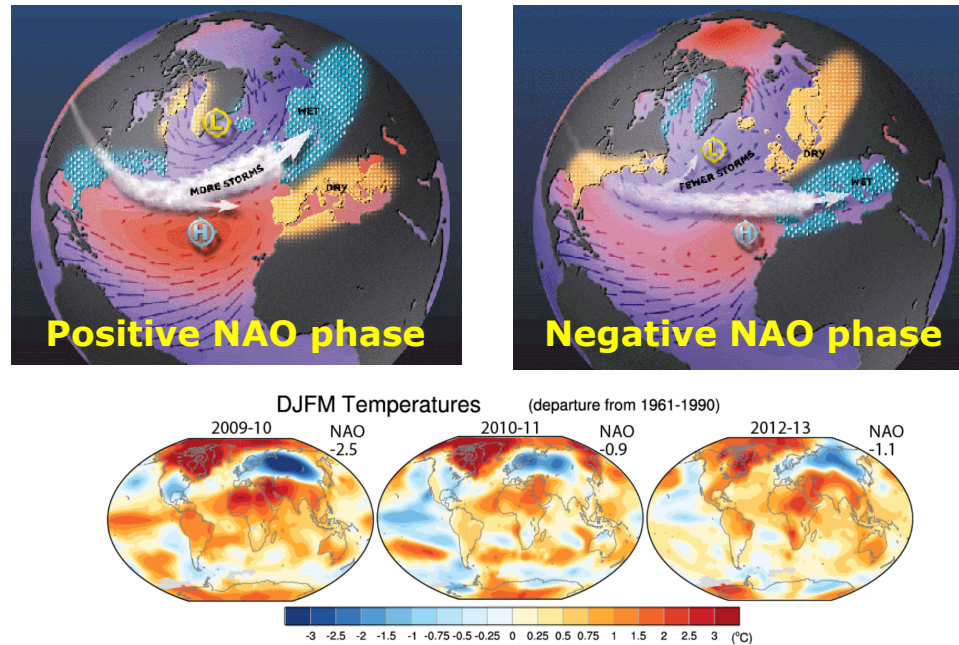 L
WET
MORE STORMS
DRY
H
Positive NAO phase
L
DRY
FEWER STORMS
WET
H
Negative NAO phase
DJFM Temperatures (departure from 1961-1990)
2009-10 NAO -2.5
2010-11 NAO -0.9
2012-13 NAO -1.1
-3 -2.5 -2 -1.5 -1 -0.75 -0.5 -0.25 0 0.25 0.5 0.75 1 1.5 2 2.5 3 (°C)